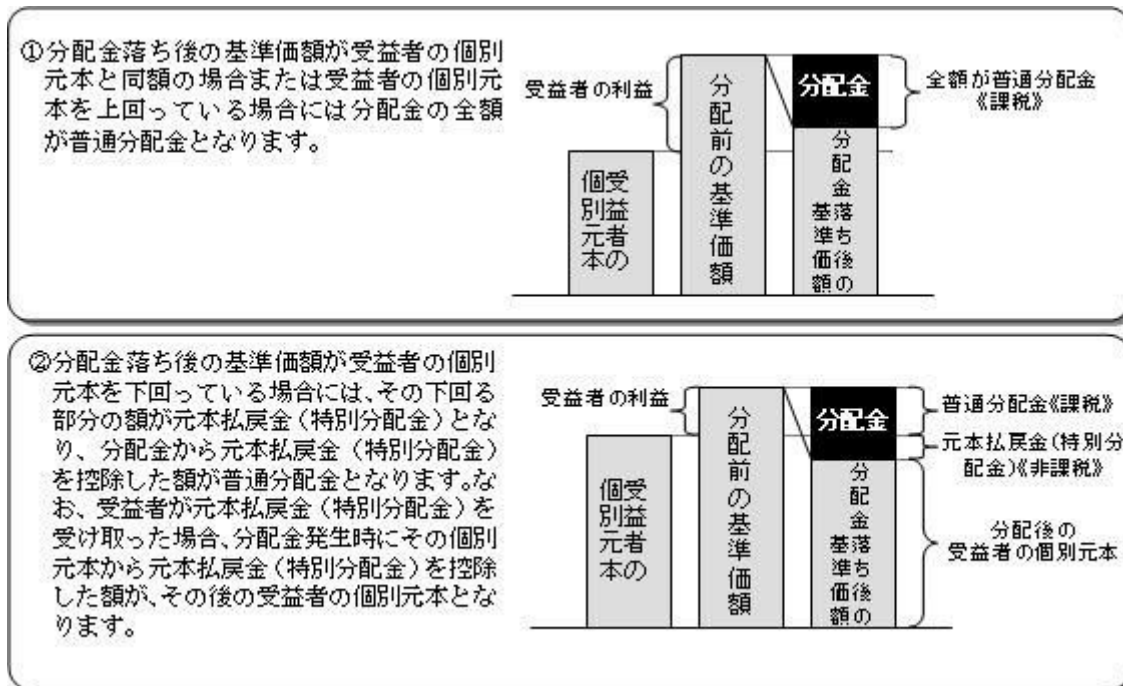 ①分配金落ち後の基準価額が受益者の個別
元本と同額の場合または受益者の個別元
本を上回っている場合には分配金の全額
が普通分配金となります。
受益者の利益
受益者の
個別元本
分配前の基準価額
分配金
分配金落ち後の
基準価額
全額が普通分配金
《課税》
②分配金落ち後の基準価額が受益者の個別
元本を下回っている場合には、その下回る
部分の額が元本払戻金（特別分配金）とな
り、分配金から元本払戻金（特別分配金）
を控除した額が普通分配金となります。な
お、受益者が元本払戻金（特別分配金）を
受け取った場合、分配金発生時にその個別
元本から元本払戻金（特別分配金）を控除
した額が、その後の受益者の個別元本とな
ります。
受益者の利益
受益者の
個別元本
分配前の基準価額
分配金
分配金落ち後の
基準価額
普通分配金《課税》
元本払戻金（特別分
配金）《非課税》
分配後の
受益者の個別元本